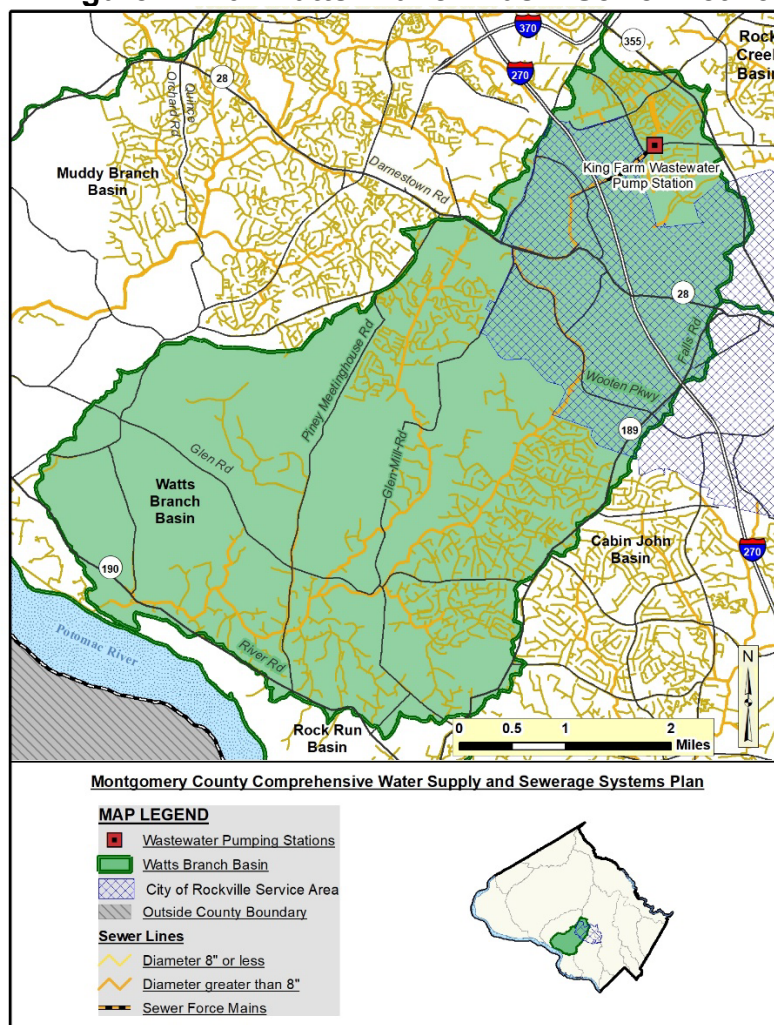 370
355
270
Rock
Creek
Basin
28
Quince
Orchard Rd
Muddy Branch
Basin
Darnestown Rd
King Farm Wastewater
Pump Station
28
Falls Rd
Piney Meetinghouse Rd
Wooten Pkwy
189
Glen Rd
Glen Mill Rd
Watts
Branch
Basin
Cabin John
Basin
270
190
Potomac River
River Rd
Rock Run
Basin
N
0 0.5 1 2
Miles
Montgomery County Comprehensive Water Supply and Sewerage Systems Plan
MAP LEGEND
Wastewater Pumping Stations
Watts Branch Basin
City of Rockville Service Area
Outside County Boundary
Sewer Lines
Diameter 8" or less
Diameter greater than 8"
Sewer Force Mains